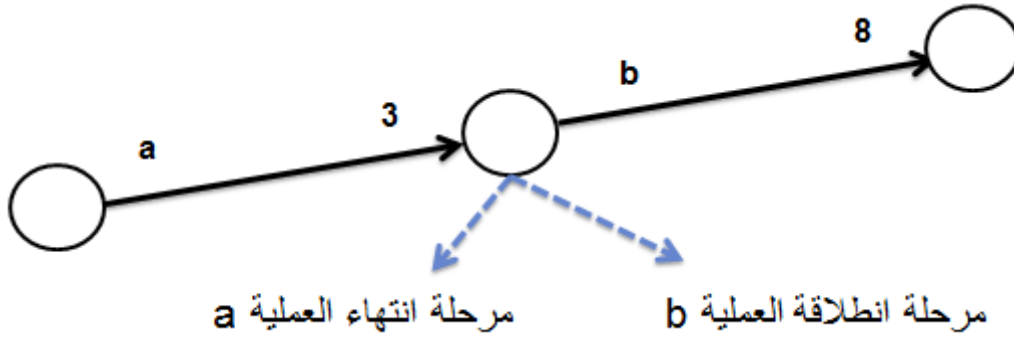 8
b
3
a
مرحلة انطلاقة العملية b
مرحلة انتهاء العملية a